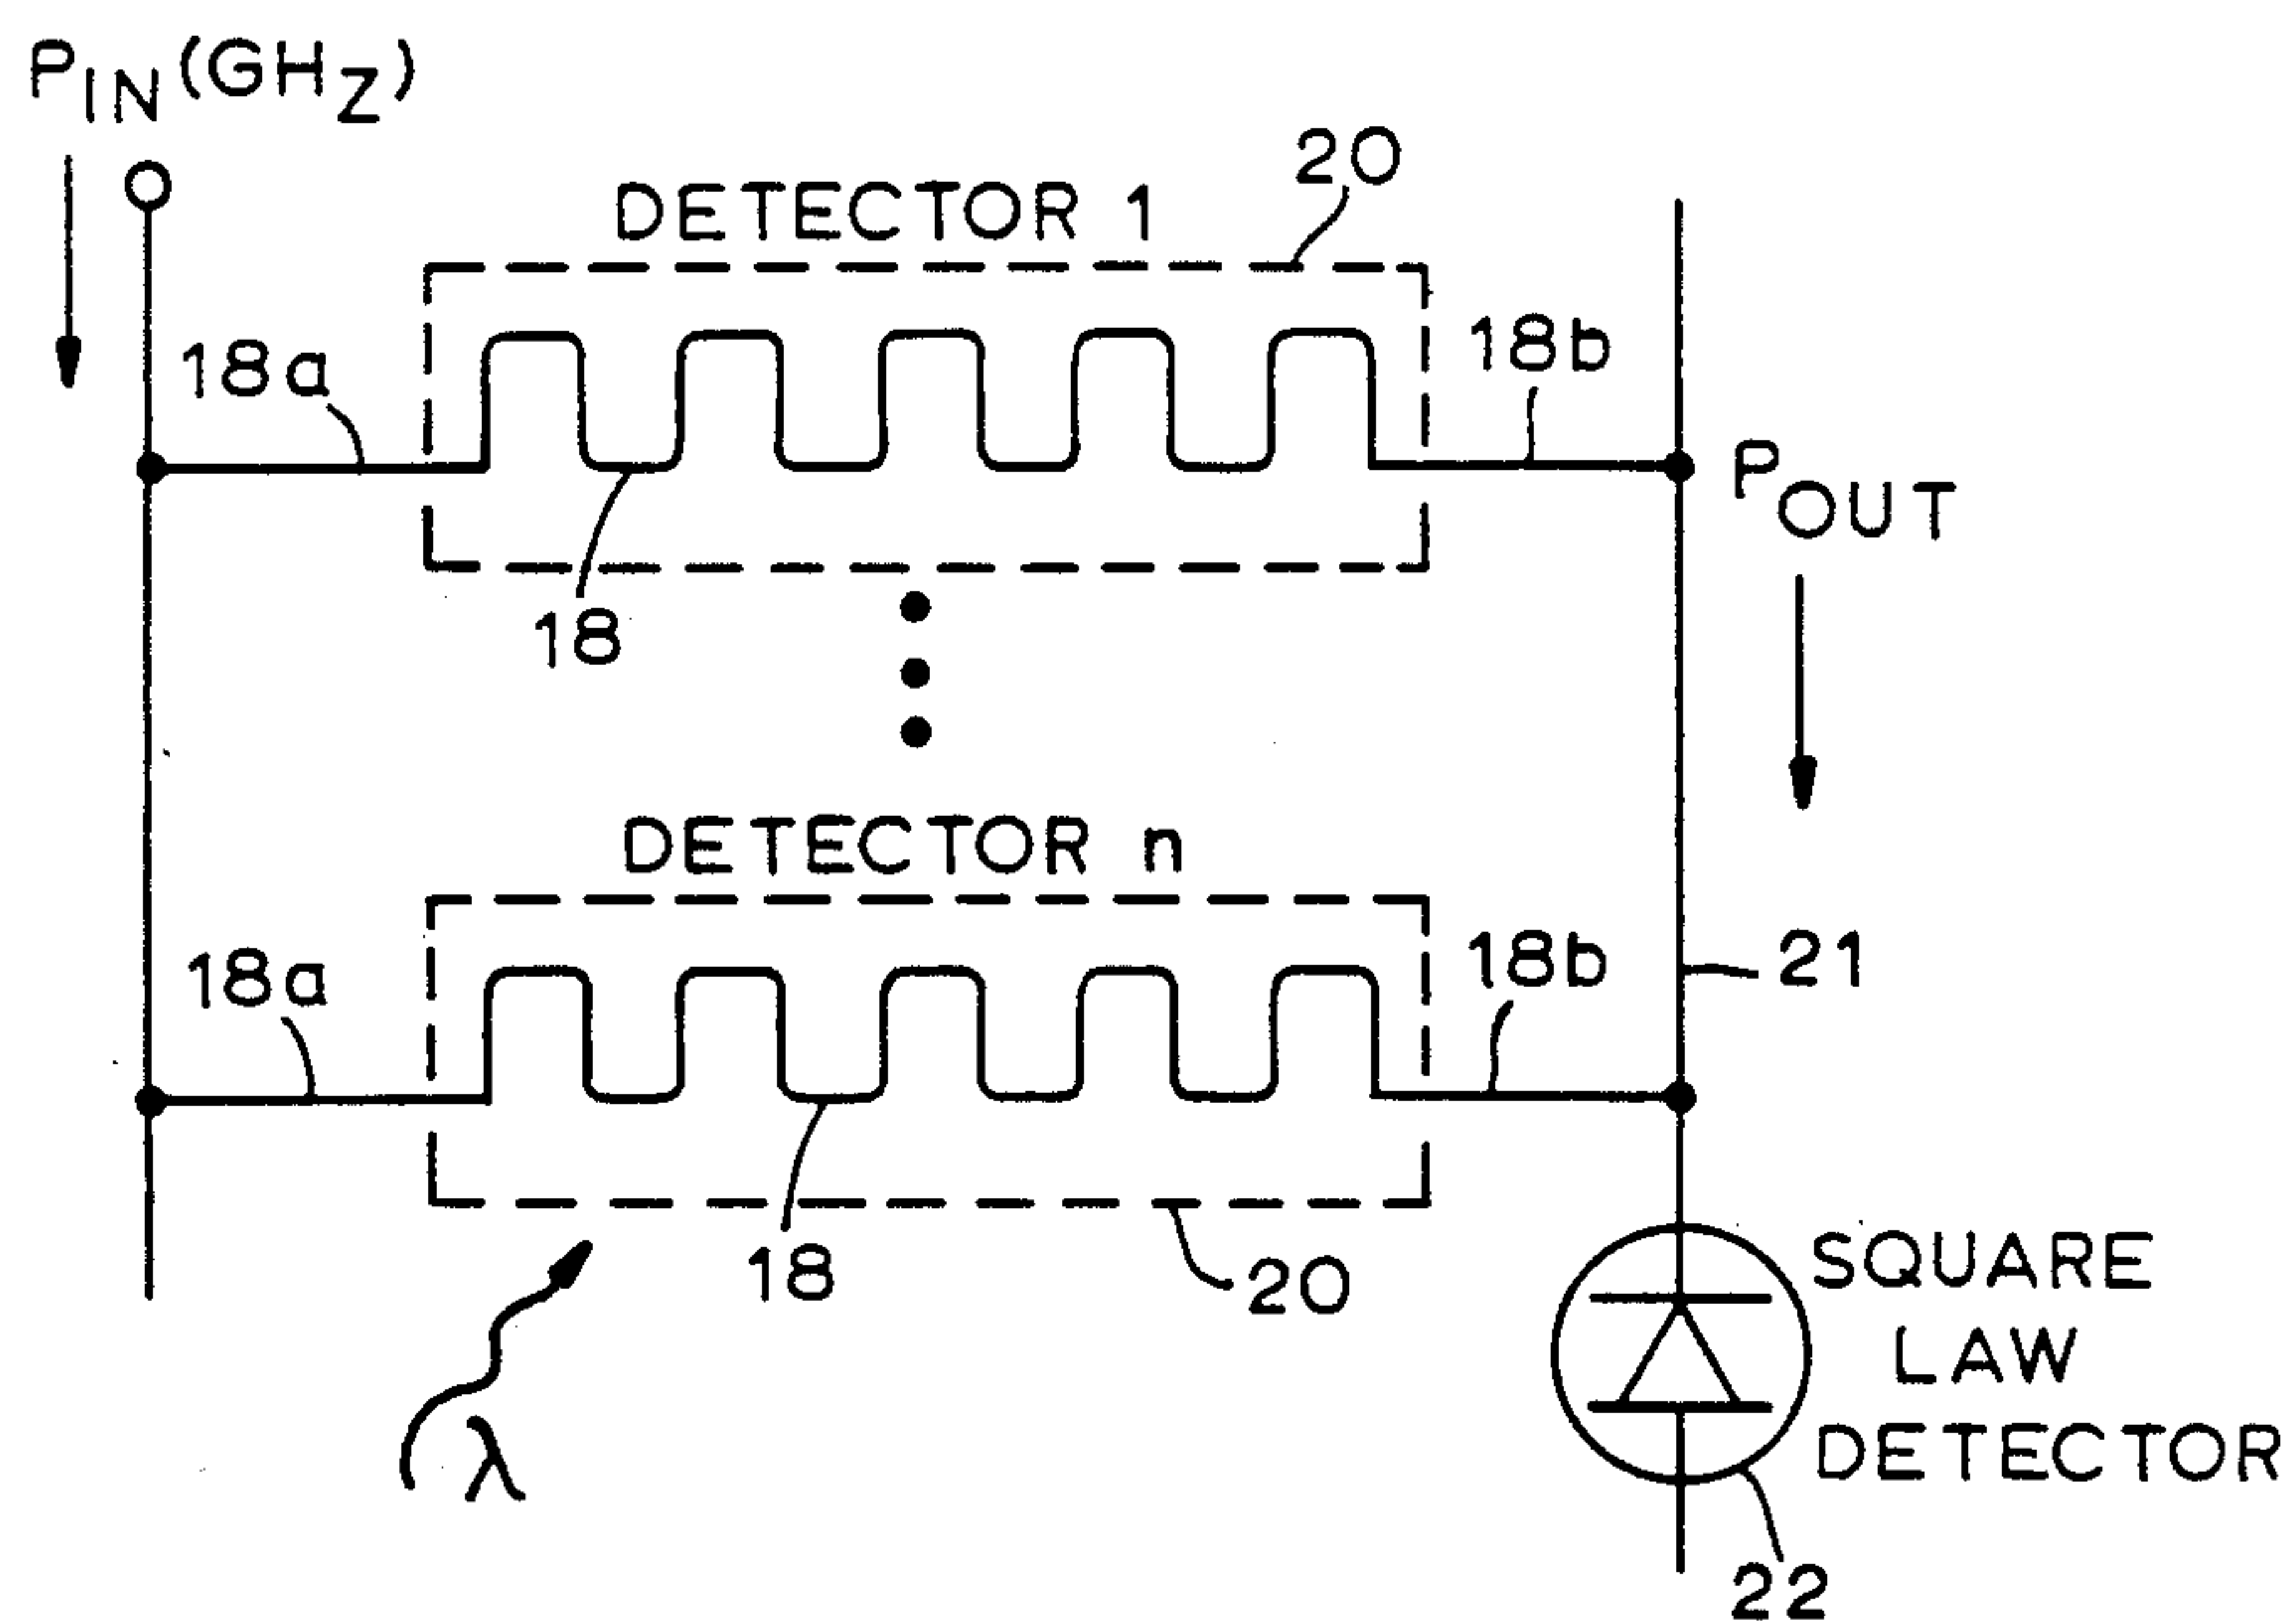 PIN(GHZ)
DETECTOR 1
20
18a
18b
POUT
18
DETECTOR n
18a
18b
21
18
20
λ
SQUARE
LAW
DETECTOR
22